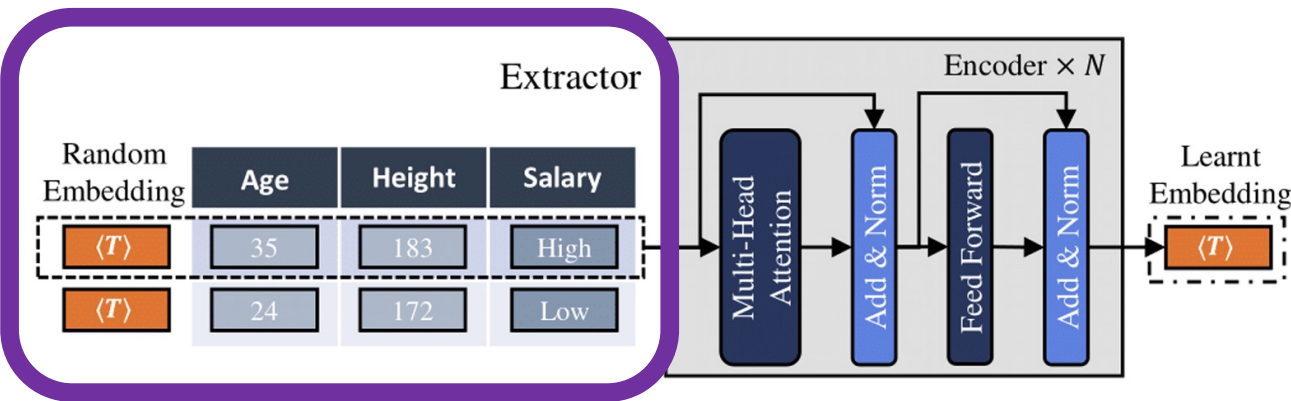 Extractor
Random
Embedding
Age Height Salary
⟨T⟩ 35 183 High
⟨T⟩ 24 172 Low
Encoder × N
Multi-Head
Attention
Add & Norm
Feed Forward
Add & Norm
Learnt
Embedding
⟨T⟩